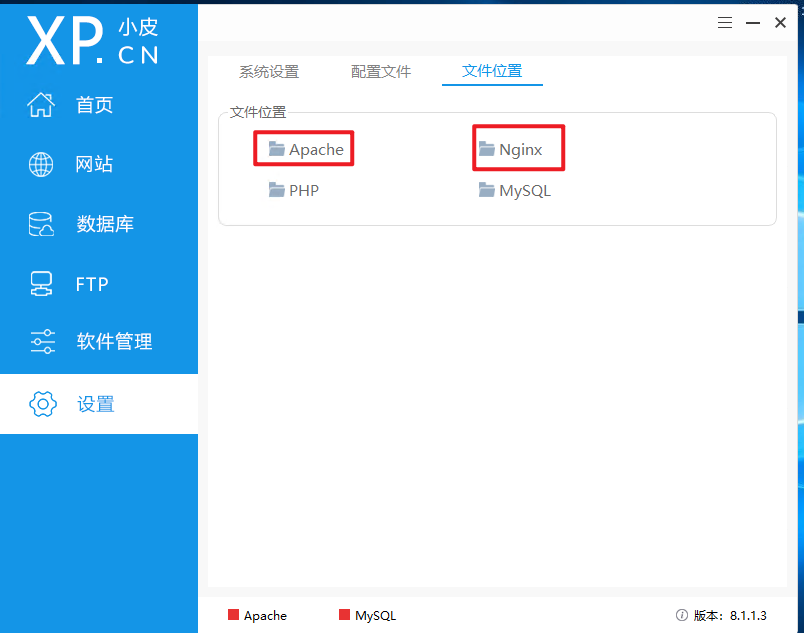 XP.CN 小皮
首页
网站
数据库
FTP
软件管理
设置
系统设置 配置文件 文件位置
文件位置
Apache Nginx
PHP MySQL
Apache MySQL 版本：8.1.1.3